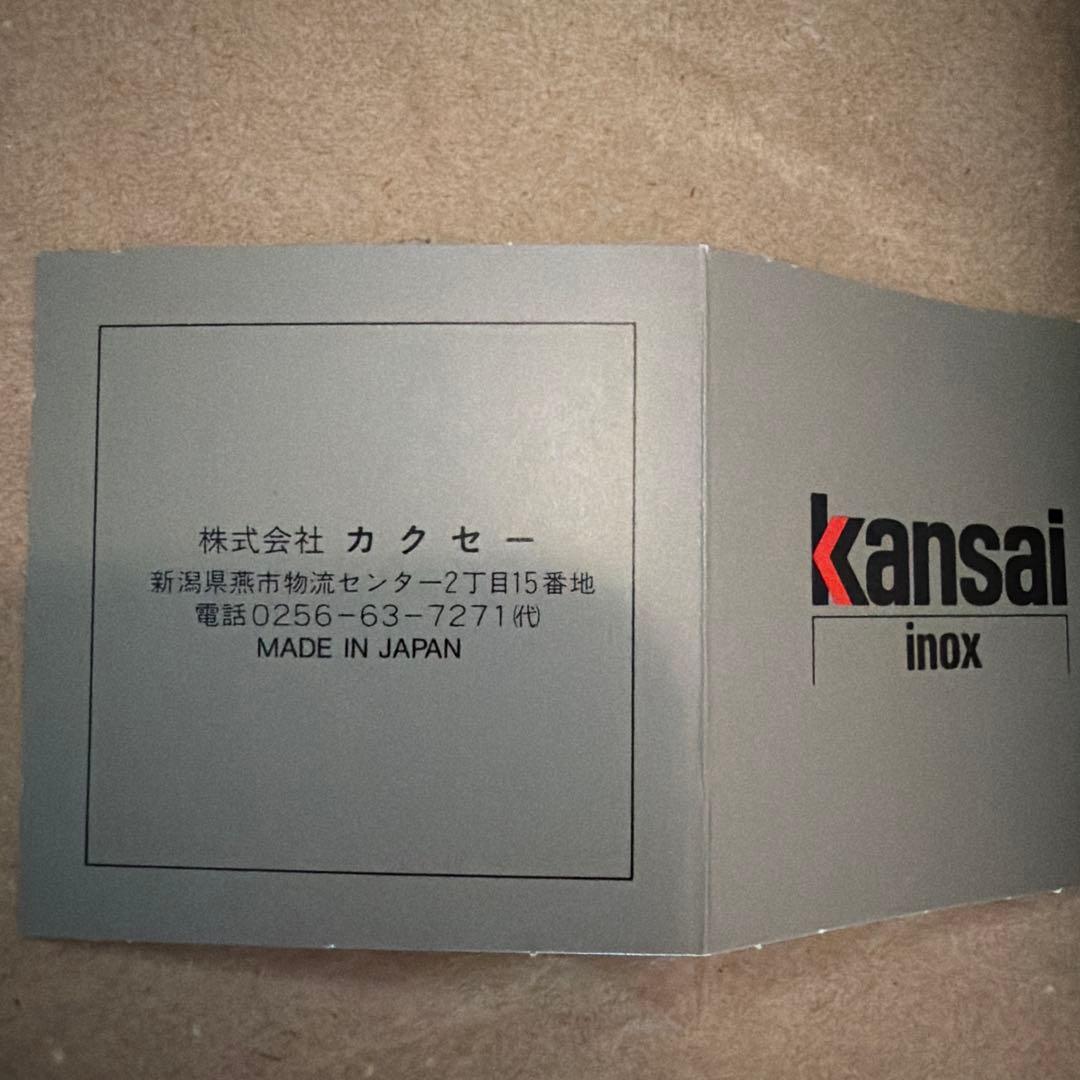 株式会社 カクセー
新潟県燕市物流センター2丁目15番地
電話0256-63-7271㈹
MADE IN JAPAN
kansai
inox